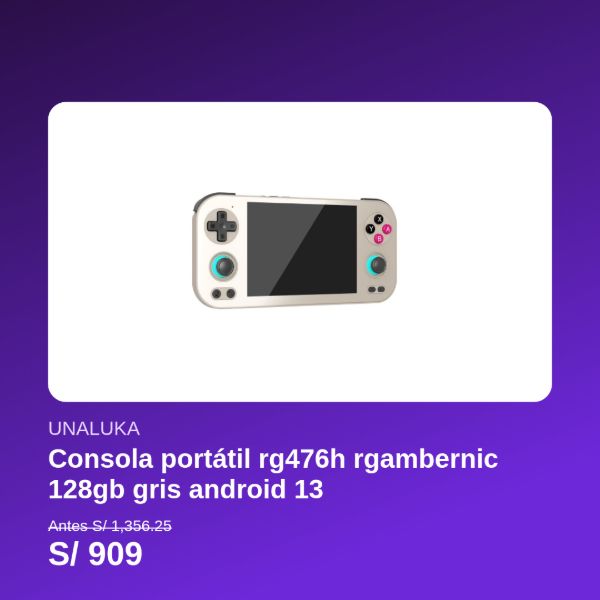 X
Y A
B
UNALUKA
Consola portátil rg476h rgambernic
128gb gris android 13
Antes S/ 1,356.25
S/ 909